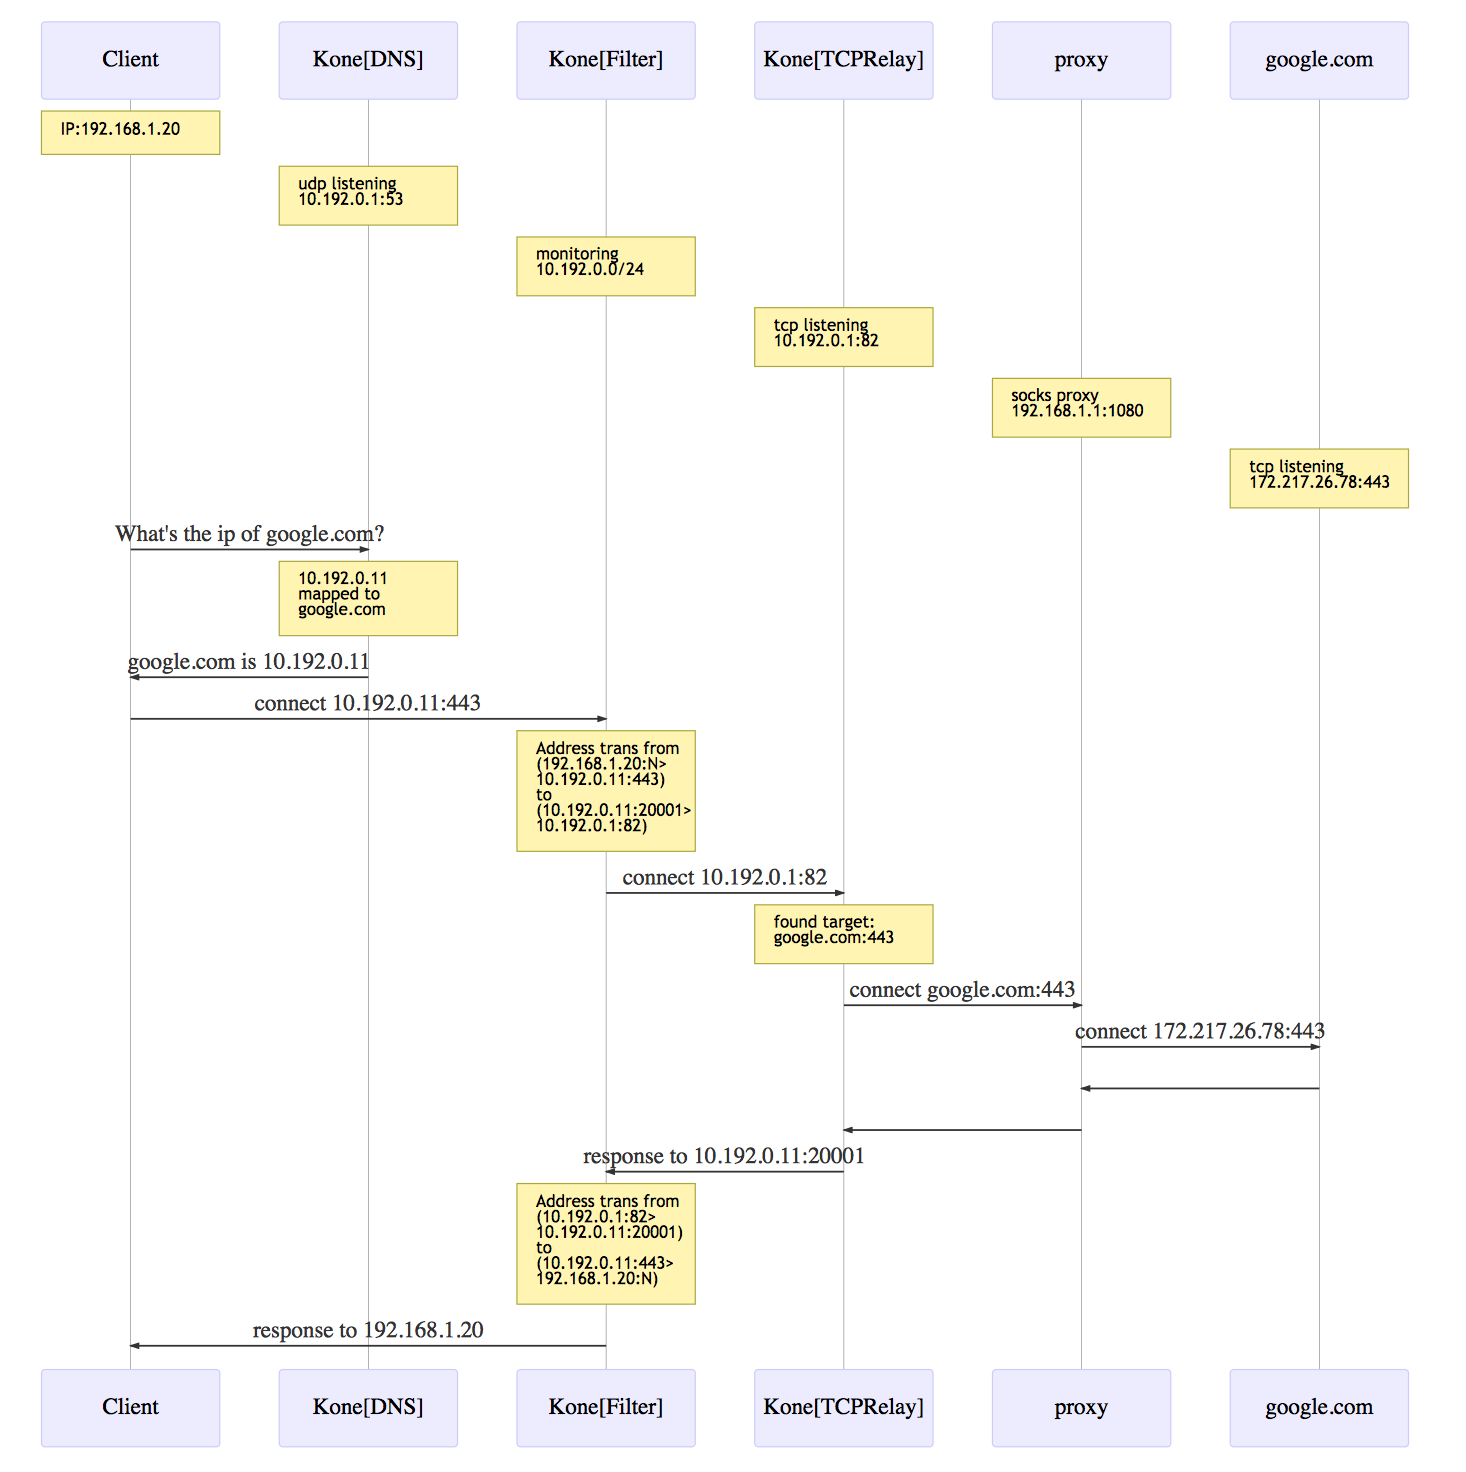 Client
Kone[DNS]
Kone[Filter]
Kone[TCPRelay]
proxy
google.com
IP:192.168.1.20
udp listening
10.192.0.1:53
monitoring
10.192.0.0/24
tcp listening
10.192.0.1:82
socks proxy
192.168.1.1:1080
tcp listening
172.217.26.78:443
What's the ip of google.com?
10.192.0.11
mapped to
google.com
google.com is 10.192.0.11
connect 10.192.0.11:443
Address trans from
(192.168.1.20:N>
10.192.0.11:443)
to
(10.192.0.11:20001>
10.192.0.1:82)
connect 10.192.0.1:82
found target:
google.com:443
connect google.com:443
connect 172.217.26.78:443
response to 10.192.0.11:20001
Address trans from
(10.192.0.1:82>
10.192.0.11:20001)
to
(10.192.0.11:443>
192.168.1.20:N)
response to 192.168.1.20
Client
Kone[DNS]
Kone[Filter]
Kone[TCPRelay]
proxy
google.com